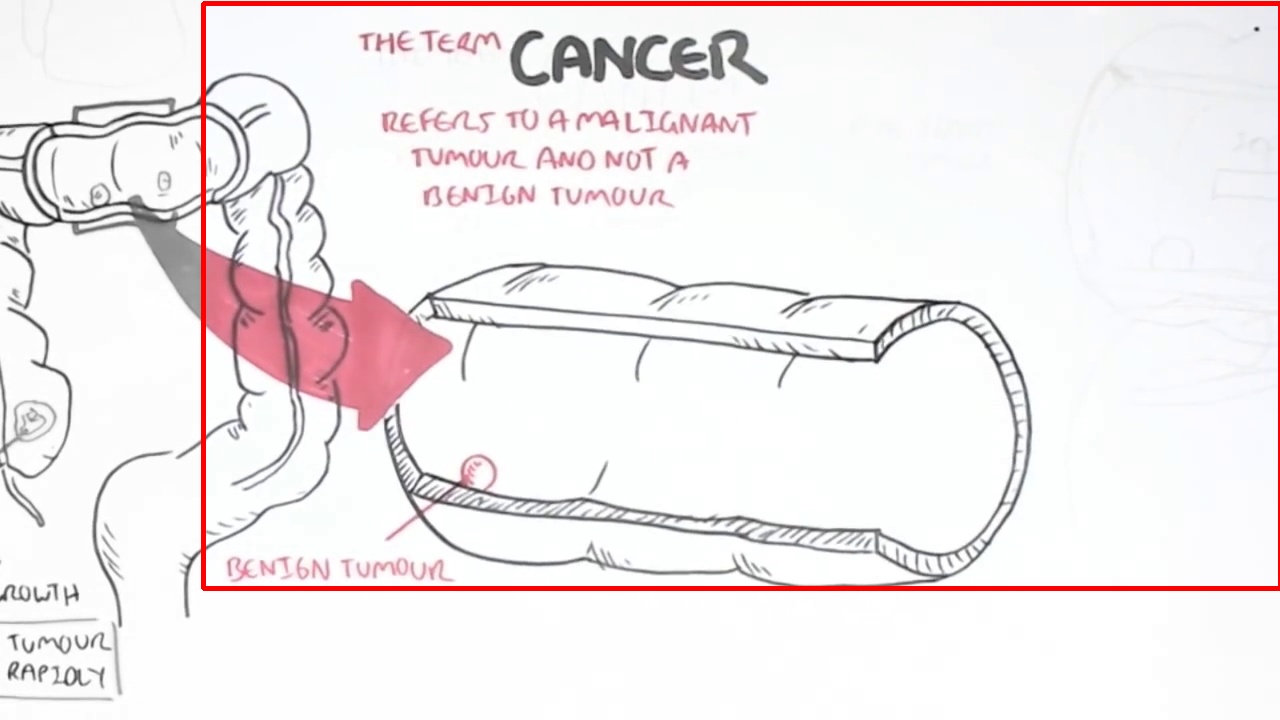 THE TERM CANCER
REFERS TO A MALIGNANT
TUMOUR AND NOT A
BENIGN TUMOUR
BENIGN TUMOUR
ROWTH
TUMOUR
RAPIDLY